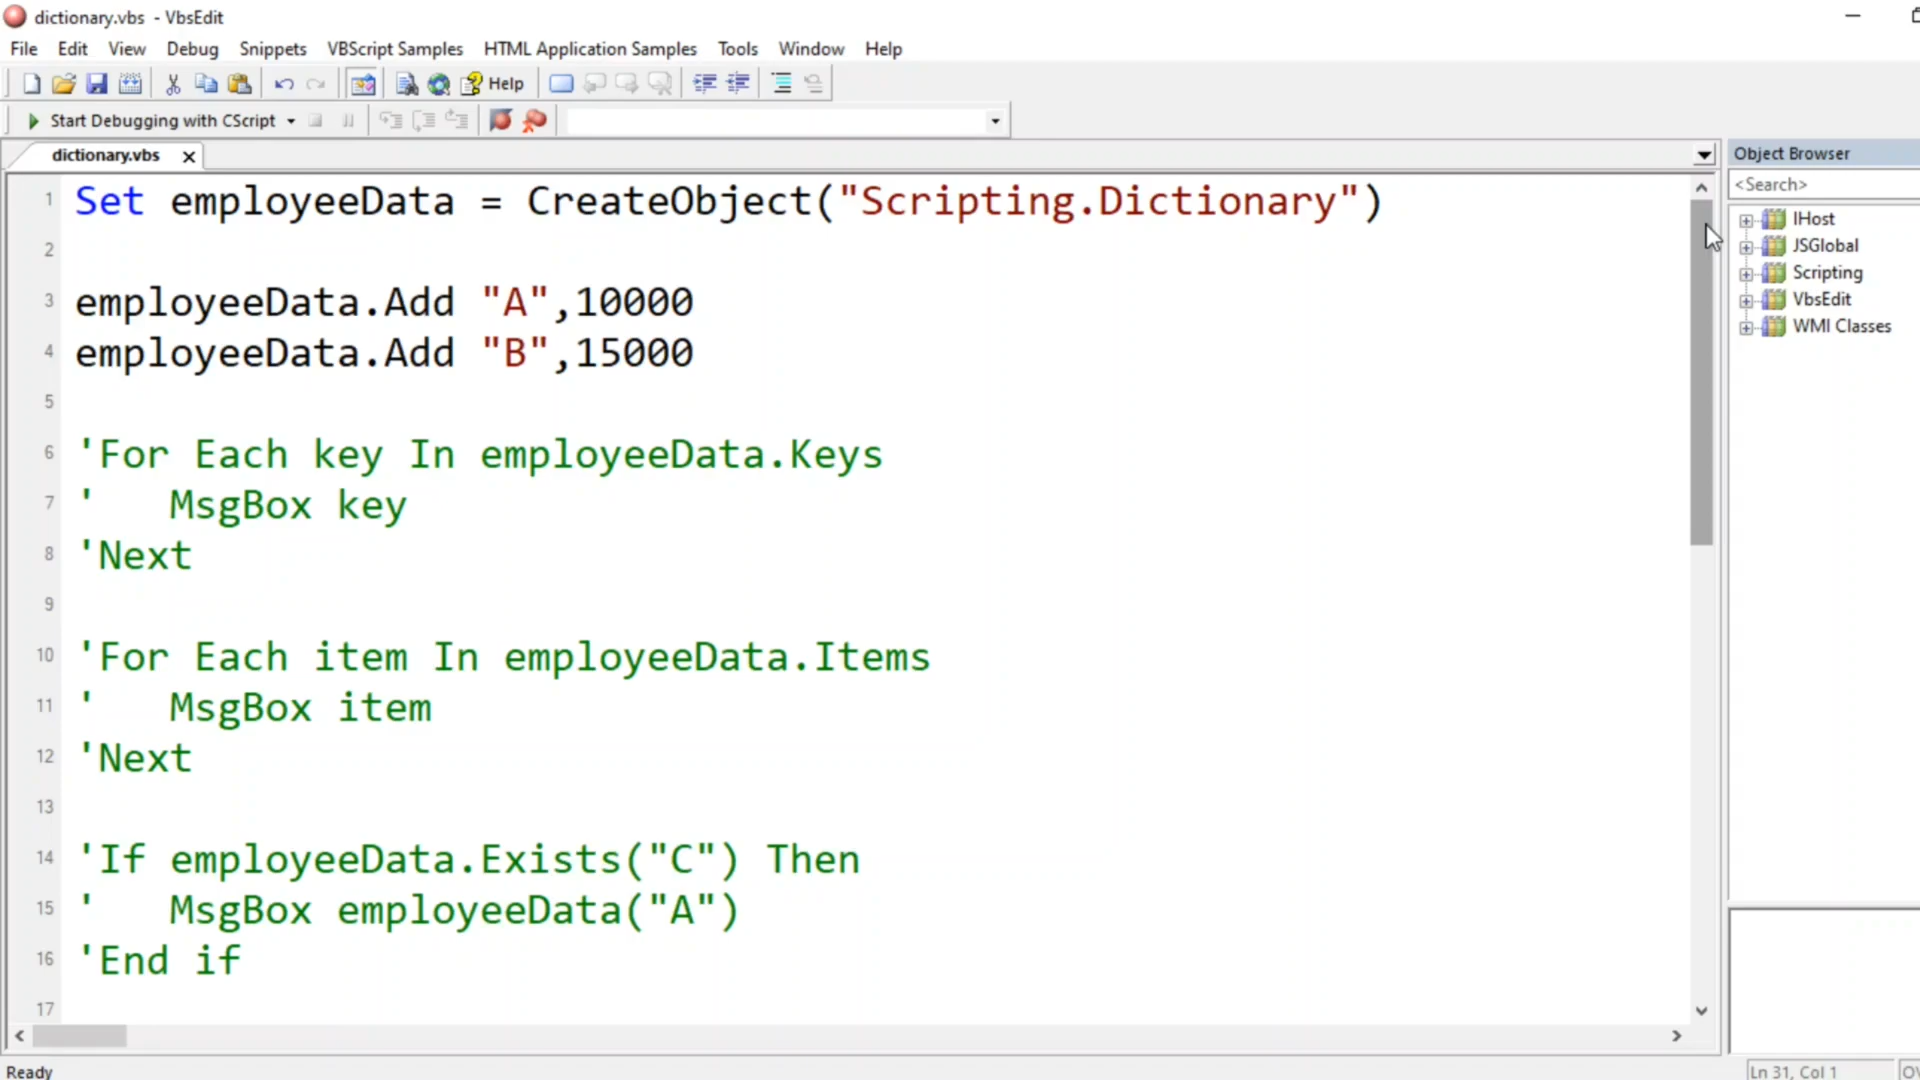 dictionary.vbs - VbsEdit
File Edit View Debug Snippets VBScript Samples HTML Application Samples Tools Window Help
Help
Start Debugging with CScript
dictionary.vbs
Object Browser
<Search>
IHost
JSGlobal
Scripting
VbsEdit
WMI Classes
1 Set employeeData = CreateObject("Scripting.Dictionary")
2
3 employeeData.Add "A",10000
4 employeeData.Add "B",15000
5
6 'For Each key In employeeData.Keys
7 '   MsgBox key
8 'Next
9
10 'For Each item In employeeData.Items
11 '   MsgBox item
12 'Next
13
14 'If employeeData.Exists("C") Then
15 '   MsgBox employeeData("A")
16 'End if
17
Ready
Ln 31, Col 1